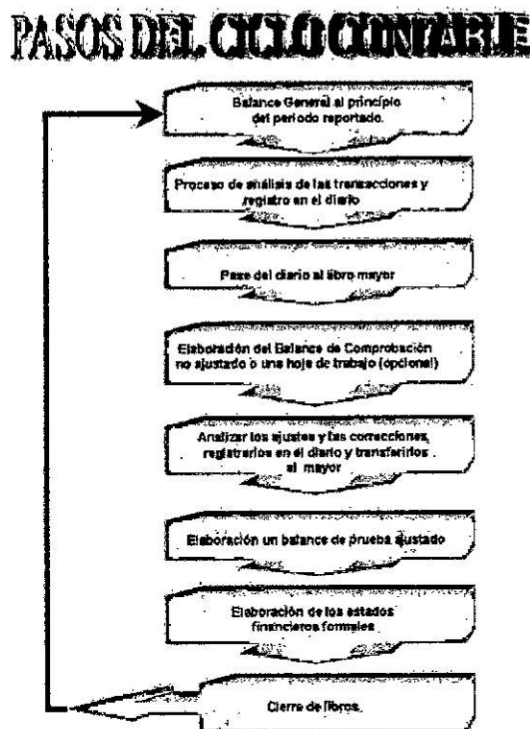 PASOS DEL CICLO CONTABLE
Balance General al principio
del periodo reportado.
Proceso de análisis de las transacciones y
registro en el diario
Pase del diario al libro mayor
Elaboración del Balance de Comprobación
no ajustado o una hoja de trabajo (opcional)
Analizar los ajustes y las correcciones,
registrarlos en el diario y transferirlos
al mayor
Elaboración un balance de prueba ajustado
Elaboración de los estados
financieros formales
Cierre de libros.